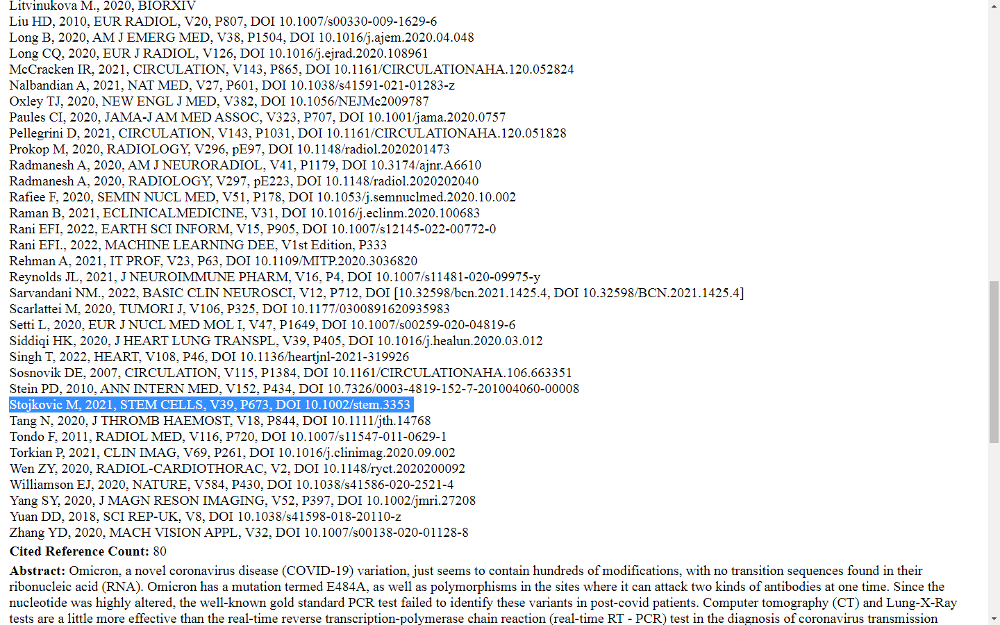 Litvinukova M., 2020, BIORXIV
Liu HD, 2010, EUR RADIOL, V20, P807, DOI 10.1007/s00330-009-1629-6
Long B, 2020, AM J EMERG MED, V38, P1504, DOI 10.1016/j.ajem.2020.04.048
Long CQ, 2020, EUR J RADIOL, V126, DOI 10.1016/j.ejrad.2020.108961
McCracken IR, 2021, CIRCULATION, V143, P865, DOI 10.1161/CIRCULATIONAHA.120.052824
Nalbandian A, 2021, NAT MED, V27, P601, DOI 10.1038/s41591-021-01283-z
Oxley TJ, 2020, NEW ENGL J MED, V382, DOI 10.1056/NEJMc2009787
Paules CI, 2020, JAMA-J AM MED ASSOC, V323, P707, DOI 10.1001/jama.2020.0757
Pellegrini D, 2021, CIRCULATION, V143, P1031, DOI 10.1161/CIRCULATIONAHA.120.051828
Prokop M, 2020, RADIOLOGY, V296, pE97, DOI 10.1148/radiol.2020201473
Radmanesh A, 2020, AM J NEURORADIOL, V41, P1179, DOI 10.3174/ajnr.A6610
Radmanesh A, 2020, RADIOLOGY, V297, pE223, DOI 10.1148/radiol.2020202040
Rafiee F, 2020, SEMIN NUCL MED, V51, P178, DOI 10.1053/j.semnuclmed.2020.10.002
Raman B, 2021, ECLINICALMEDICINE, V31, DOI 10.1016/j.eclinm.2020.100683
Rani EFI, 2022, EARTH SCI INFORM, V15, P905, DOI 10.1007/s12145-022-00772-0
Rani EFI., 2022, MACHINE LEARNING DEE, V1st Edition, P333
Rehman A, 2021, IT PROF, V23, P63, DOI 10.1109/MITP.2020.3036820
Reynolds JL, 2021, J NEUROIMMUNE PHARM, V16, P4, DOI 10.1007/s11481-020-09975-y
Sarvandani NM., 2022, BASIC CLIN NEUROSCI, V12, P712, DOI [10.32598/bcn.2021.1425.4, DOI 10.32598/BCN.2021.1425.4]
Scarlattei M, 2020, TUMORI J, V106, P325, DOI 10.1177/0300891620935983
Setti L, 2020, EUR J NUCL MED MOL I, V47, P1649, DOI 10.1007/s00259-020-04819-6
Siddiqi HK, 2020, J HEART LUNG TRANSPL, V39, P405, DOI 10.1016/j.healun.2020.03.012
Singh T, 2022, HEART, V108, P46, DOI 10.1136/heartjnl-2021-319926
Sosnovik DE, 2007, CIRCULATION, V115, P1384, DOI 10.1161/CIRCULATIONAHA.106.663351
Stein PD, 2010, ANN INTERN MED, V152, P434, DOI 10.7326/0003-4819-152-7-201004060-00008
Stojkovic M, 2021, STEM CELLS, V39, P673, DOI 10.1002/stem.3353
Tang N, 2020, J THROMB HAEMOST, V18, P844, DOI 10.1111/jth.14768
Tondo F, 2011, RADIOL MED, V116, P720, DOI 10.1007/s11547-011-0629-1
Torkian P, 2021, CLIN IMAG, V69, P261, DOI 10.1016/j.clinimag.2020.09.002
Wen ZY, 2020, RADIOL-CARDIOTHORAC, V2, DOI 10.1148/ryct.2020200092
Williamson EJ, 2020, NATURE, V584, P430, DOI 10.1038/s41586-020-2521-4
Yang SY, 2020, J MAGN RESON IMAGING, V52, P397, DOI 10.1002/jmri.27208
Yuan DD, 2018, SCI REP-UK, V8, DOI 10.1038/s41598-018-20110-z
Zhang YD, 2020, MACH VISION APPL, V32, DOI 10.1007/s00138-020-01128-8
Cited Reference Count: 80
Abstract: Omicron, a novel coronavirus disease (COVID-19) variation, just seems to contain hundreds of modifications, with no transition sequences found in their
ribonucleic acid (RNA). Omicron has a mutation termed E484A, as well as polymorphisms in the sites where it can attack two kinds of antibodies at one time. Since the
nucleotide was highly altered, the well-known gold standard PCR test failed to identify these variants in post-covid patients. Computer tomography (CT) and Lung-X-Ray
tests are a little more effective than the real-time reverse transcription-polymerase chain reaction (real-time RT - PCR) test in the diagnosis of coronavirus transmission